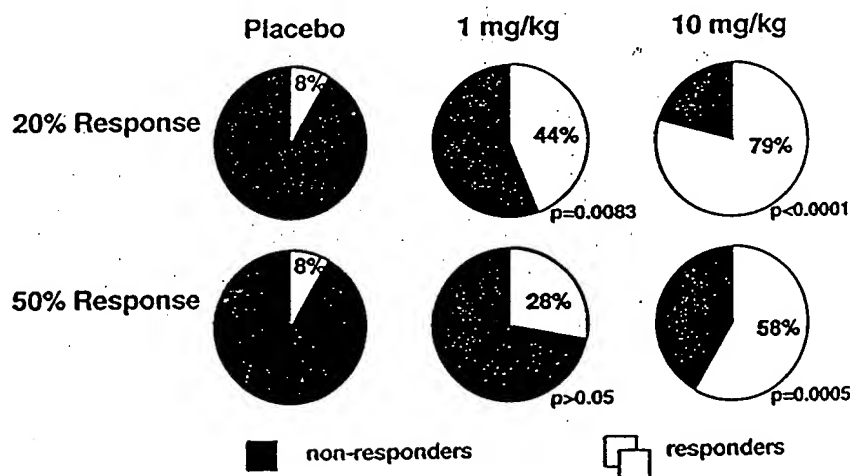 Placebo 1 mg/kg 10 mg/kg
20% Response 8% 44% 79%
p=0.0083 p<0.0001
50% Response 8% 28% 58%
p>0.05 p=0.0005
non-responders responders